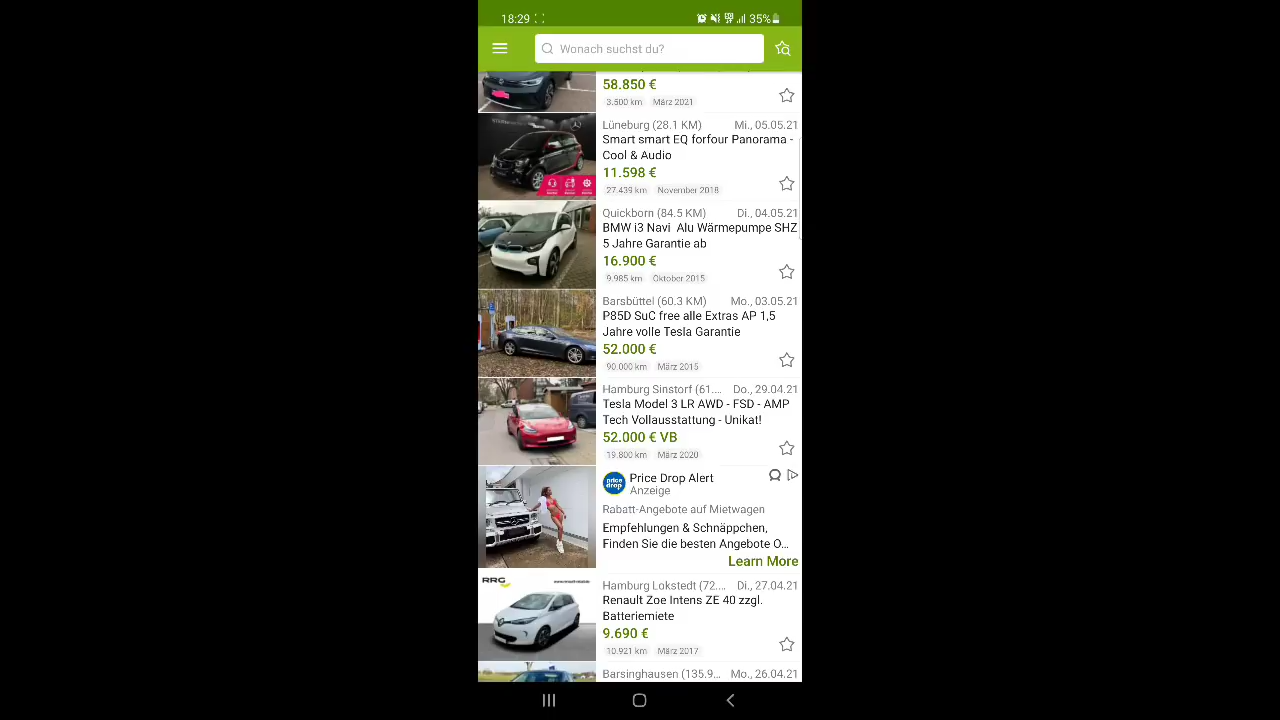 18:29
35%
Wonach suchst du?
58.850 €
3.500 km März 2021
Lüneburg (28.1 KM) Mi., 05.05.21
Smart smart EQ forfour Panorama -
Cool & Audio
11.598 €
27.439 km November 2018
Quickborn (84.5 KM) Di., 04.05.21
BMW i3 Navi Alu Wärmepumpe SHZ
5 Jahre Garantie ab
16.900 €
9.985 km Oktober 2015
Barsbüttel (60.3 KM) Mo., 03.05.21
P85D SuC free alle Extras AP 1,5
Jahre volle Tesla Garantie
52.000 €
90.000 km März 2015
Hamburg Sinstorf (61.... Do., 29.04.21
Tesla Model 3 LR AWD - FSD - AMP
Tech Vollausstattung - Unikat!
52.000 € VB
19.800 km März 2020
price drop
Price Drop Alert
Anzeige
Rabatt-Angebote auf Mietwagen
Empfehlungen & Schnäppchen,
Finden Sie die besten Angebote O...
Learn More
RRG
Hamburg Lokstedt (72,... Di., 27.04.21
Renault Zoe Intens ZE 40 zzgl.
Batteriemiete
9.690 €
10.921 km März 2017
Barsinghausen (135.9... Mo., 26.04.21